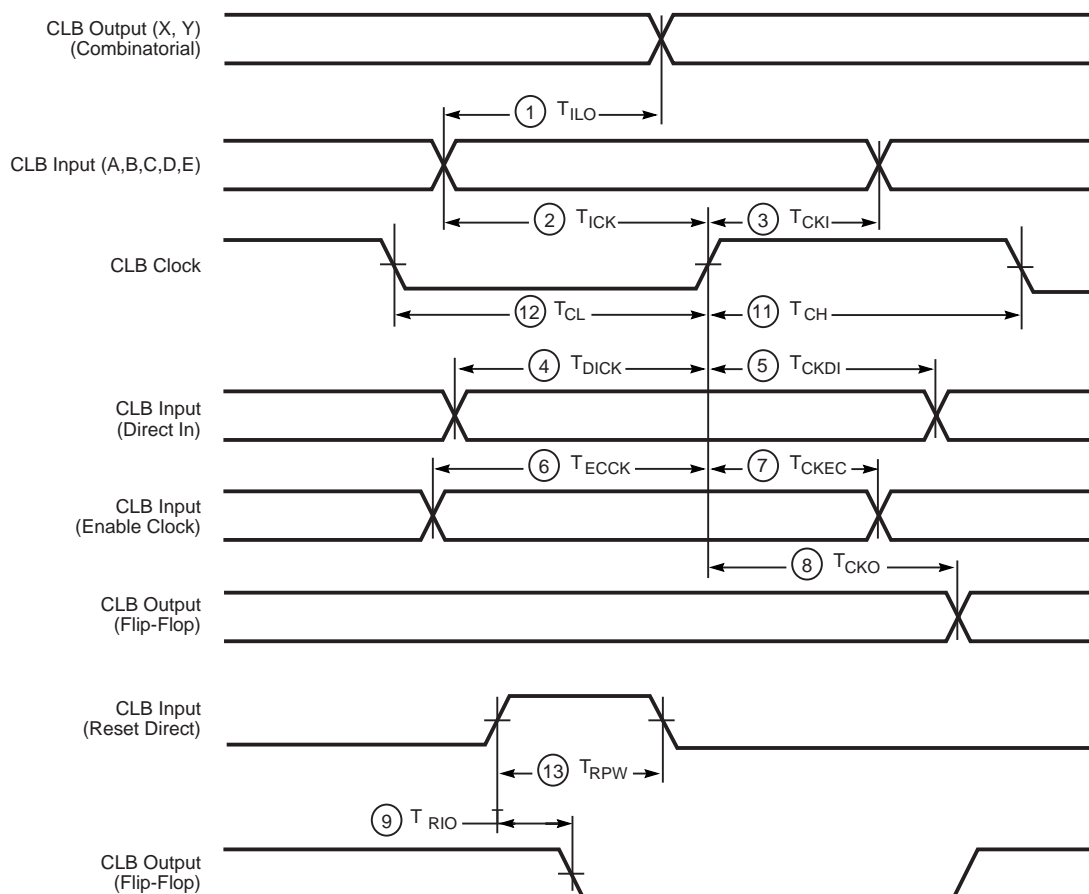 CLB Output (X, Y)
(Combinatorial)
1 TILO
CLB Input (A,B,C,D,E)
2 TICK
3 TCKI
CLB Clock
12 TCL
11 TCH
4 TDICK
5 TCKDI
CLB Input
(Direct In)
6 TECCK
7 TCKEC
CLB Input
(Enable Clock)
8 TCKO
CLB Output
(Flip-Flop)
CLB Input
(Reset Direct)
13 TRPW
T
9 T RIO
CLB Output
(Flip-Flop)